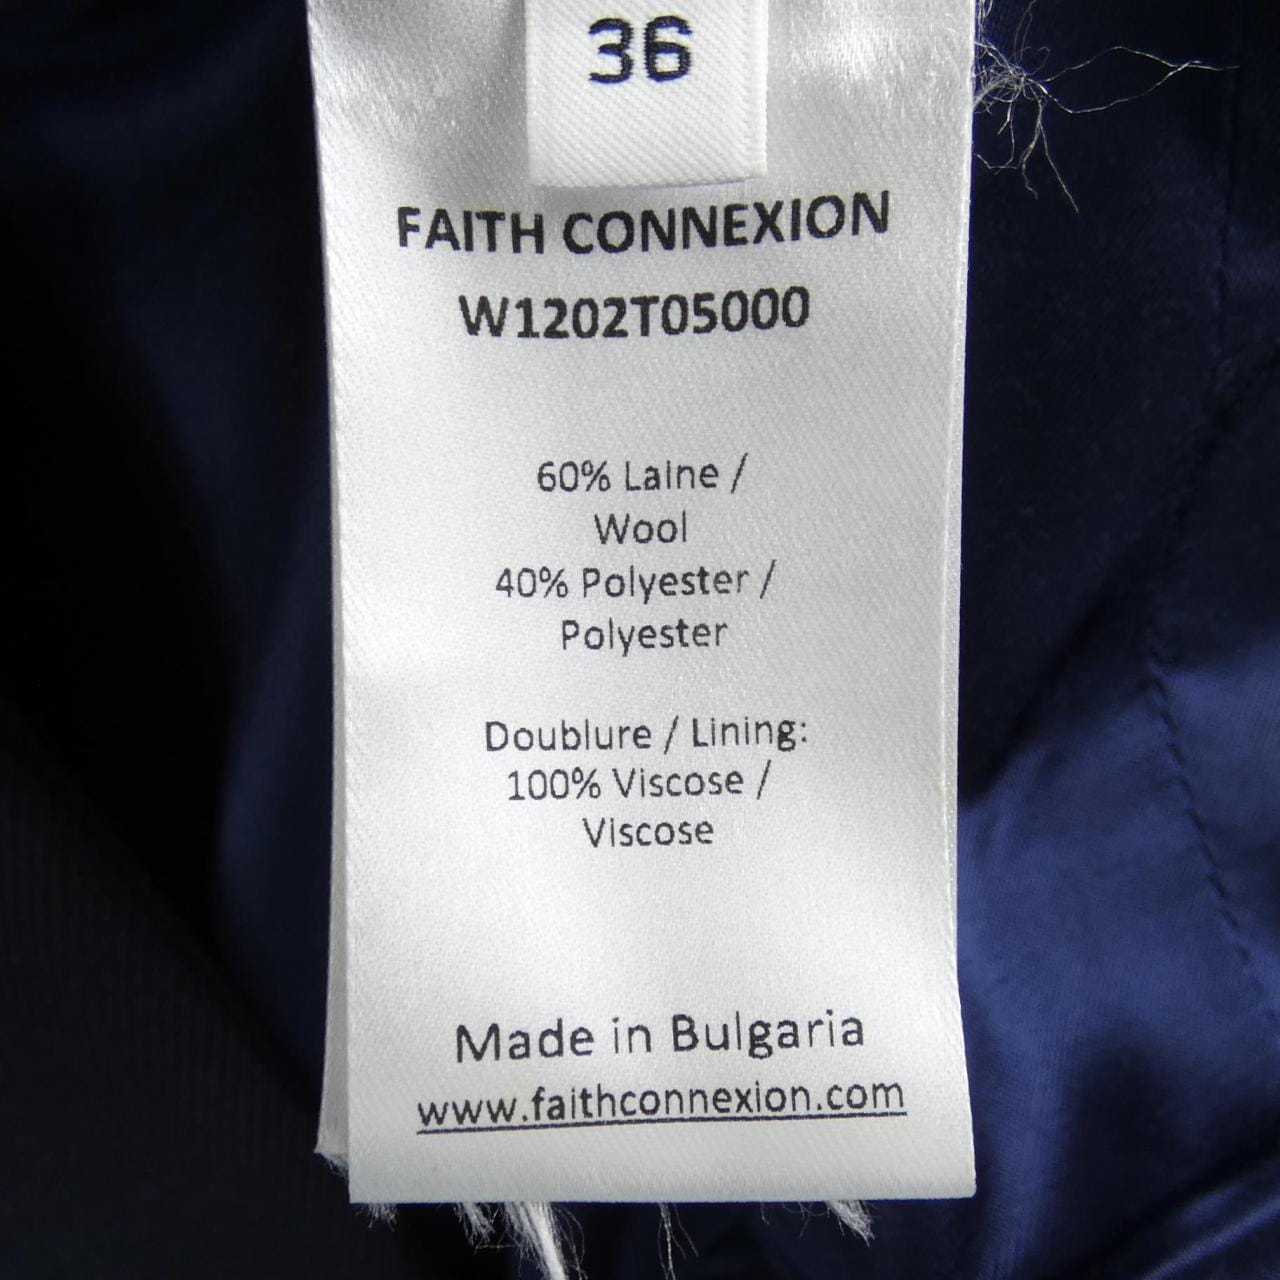 36
FAITH CONNEXION
W1202T05000
60% Laine /
Wool
40% Polyester /
Polyester
Doublure / Lining:
100% Viscose /
Viscose
Made in Bulgaria
www.faithconnexion.com